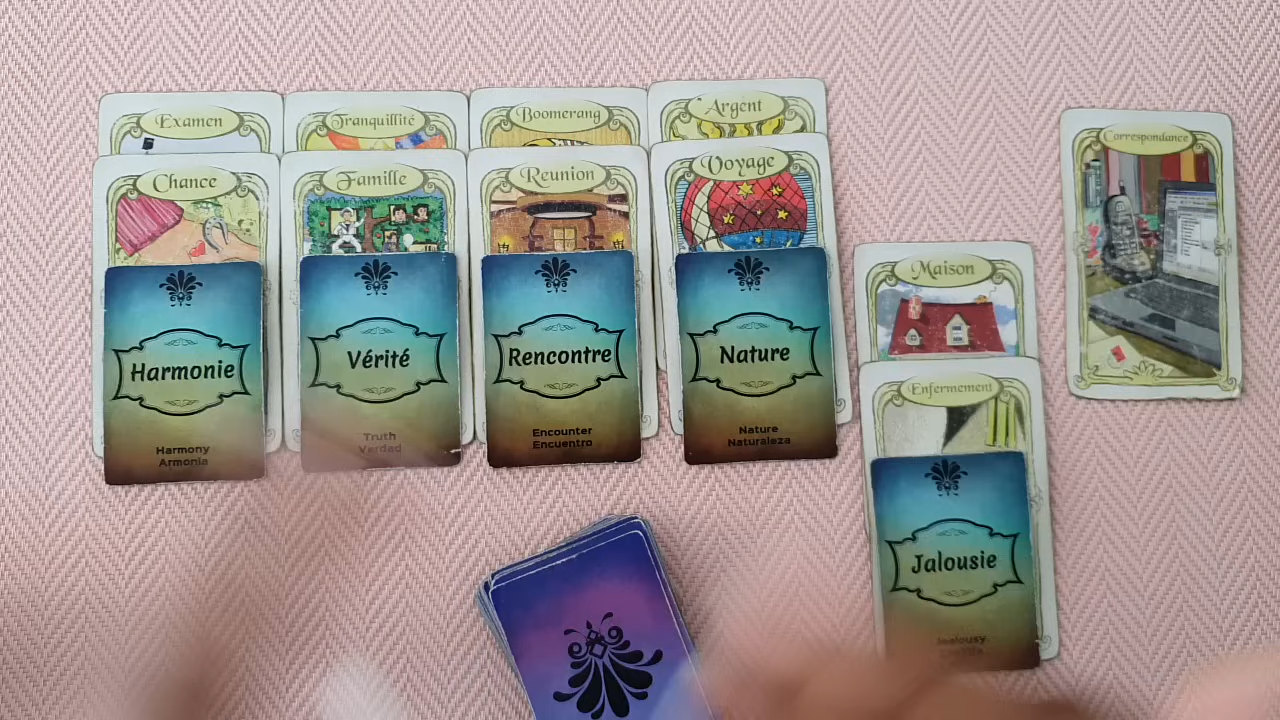 Examen
Tranquillité
Boomerang
Argent
Correspondance
Chance
Famille
Reunion
Voyage
Maison
Enfermement
Harmonie
Harmony
Armonia
Vérité
Truth
Verdad
Rencontre
Encounter
Encuentro
Nature
Nature
Naturaleza
Jalousie
Jealousy